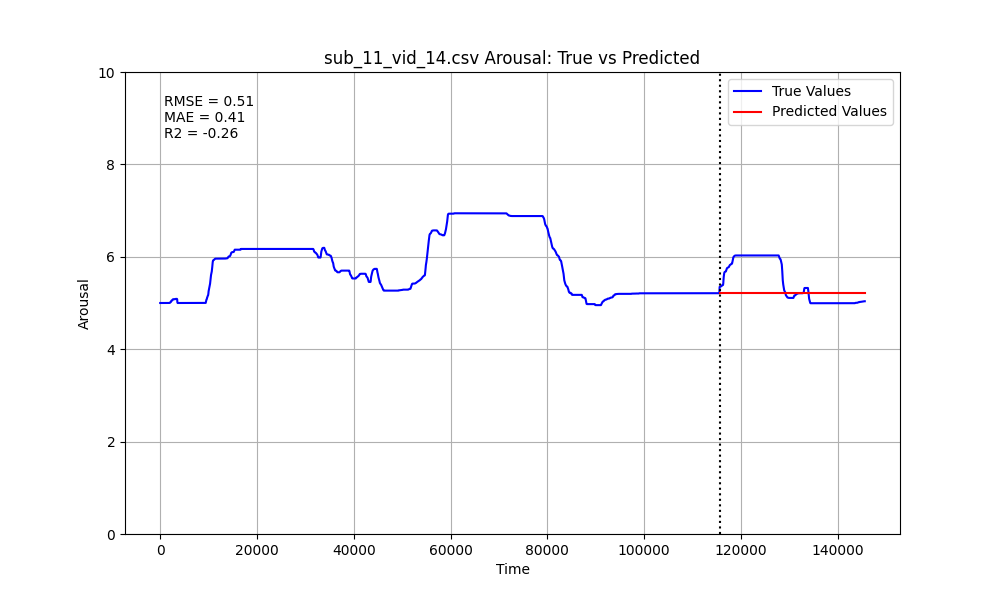 sub_11_vid_14.csv Arousal: True vs Predicted
RMSE = 0.51
MAE = 0.41
R2 = -0.26
True Values
Predicted Values
Arousal
10
8
6
4
2
0
0
20000
40000
60000
80000
100000
120000
140000
Time